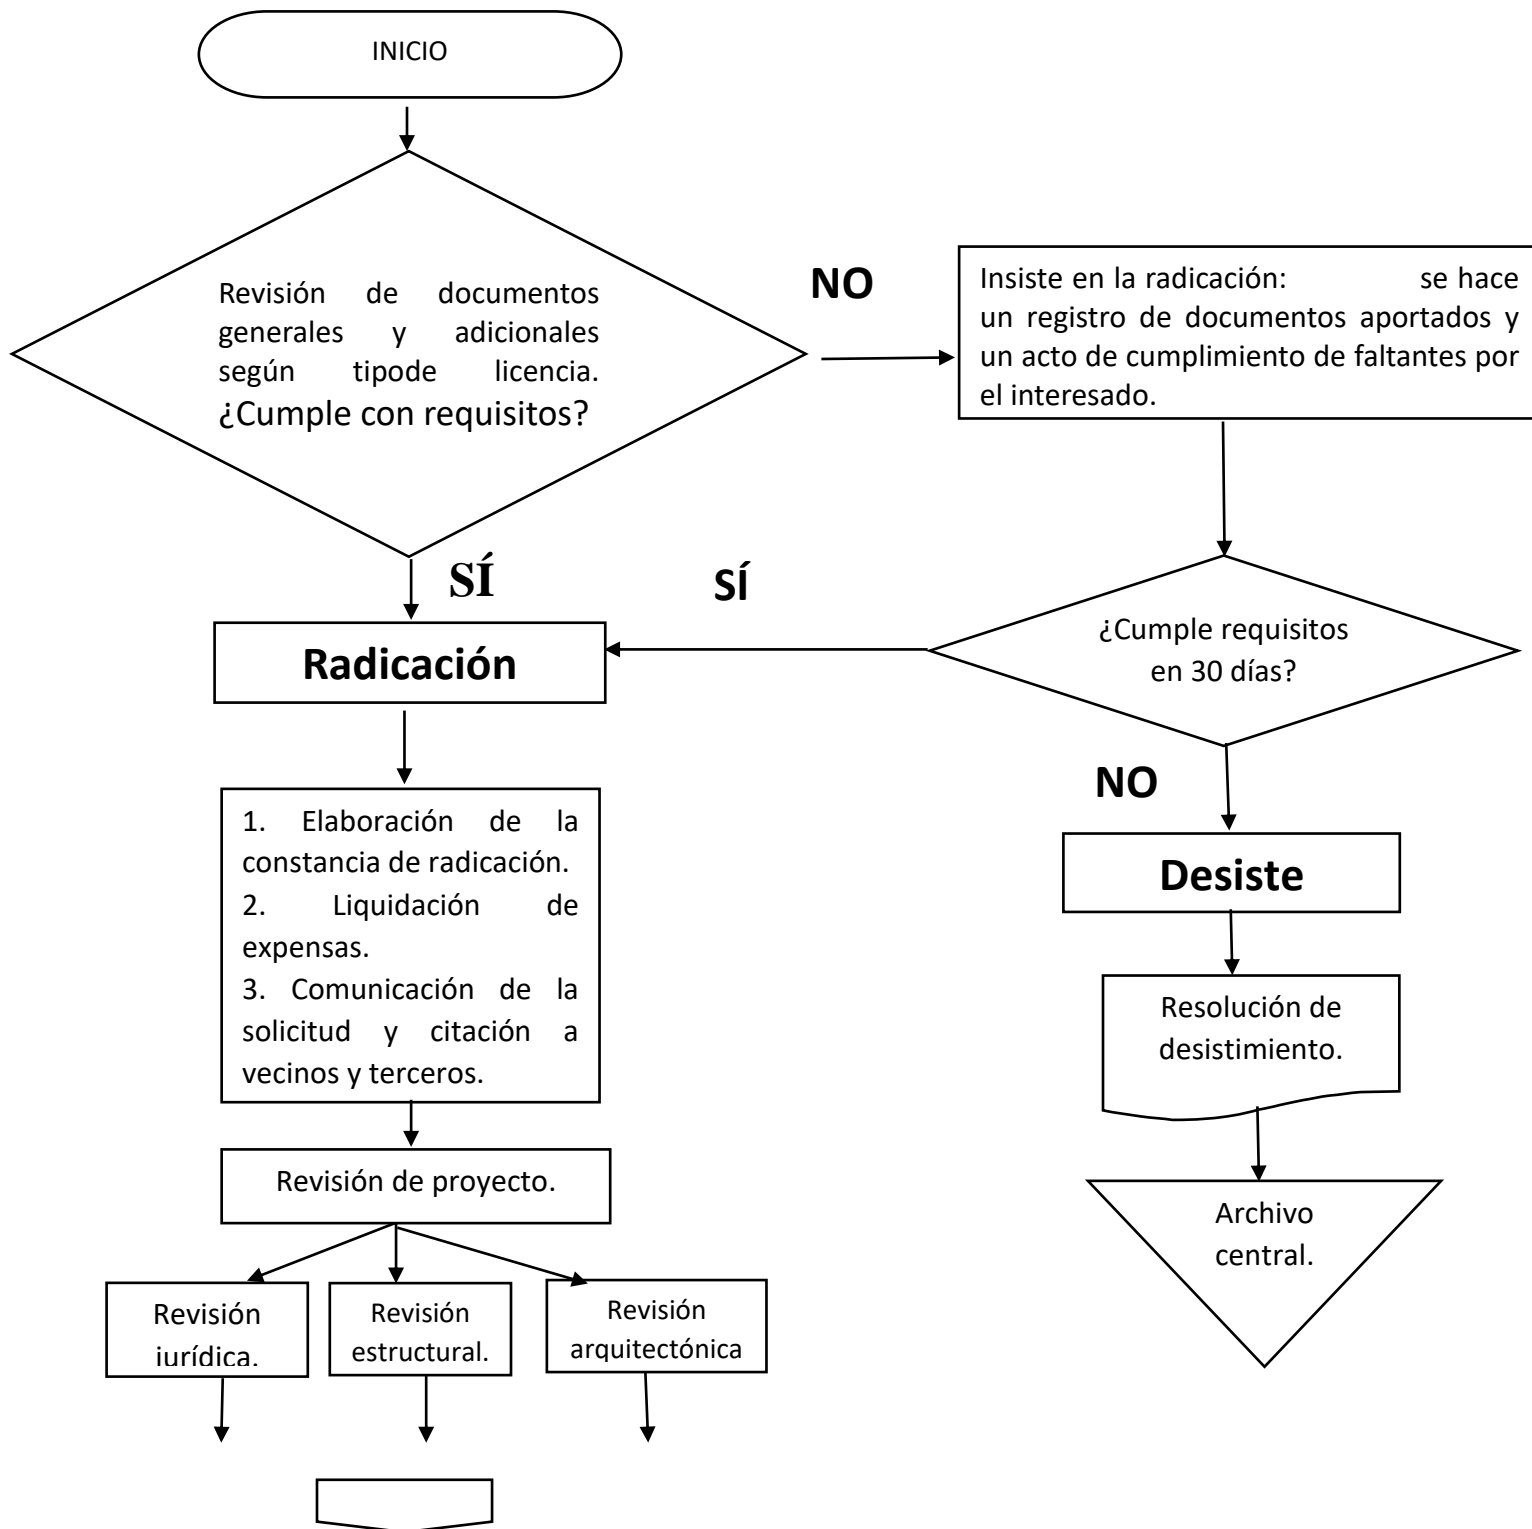 INICIO
Revisión de documentos
generales y adicionales
según tipode licencia.
¿Cumple con requisitos?
NO
Insiste en la radicación: se hace
un registro de documentos aportados y
un acto de cumplimiento de faltantes por
el interesado.
SÍ
SÍ
¿Cumple requisitos
en 30 días?
Radicación
NO
1. Elaboración de la
constancia de radicación.
2. Liquidación de
expensas.
3. Comunicación de la
solicitud y citación a
vecinos y terceros.
Desiste
Resolución de
desistimiento.
Revisión de proyecto.
Archivo
central.
Revisión
jurídica.
Revisión
estructural.
Revisión
arquitectónica